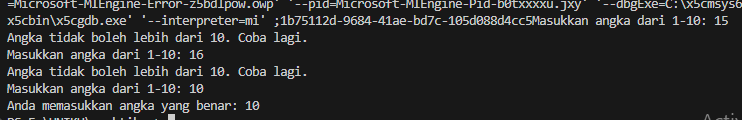 =Microsoft-MIEngine-Error-z5bdlpow.owp' '--pid=Microsoft-MIEngine-Pid-b0txxxxu.jxy' '--dbgExe=C:\x5cmsys6
x5cbin\x5cgdb.exe' '--interpreter=mi' ;1b75112d-9684-41ae-bd7c-105d088d4cc5Masukkan angka dari 1-10: 15
Angka tidak boleh lebih dari 10. Coba lagi.
Masukkan angka dari 1-10: 16
Angka tidak boleh lebih dari 10. Coba lagi.
Masukkan angka dari 1-10: 10
Anda memasukkan angka yang benar: 10